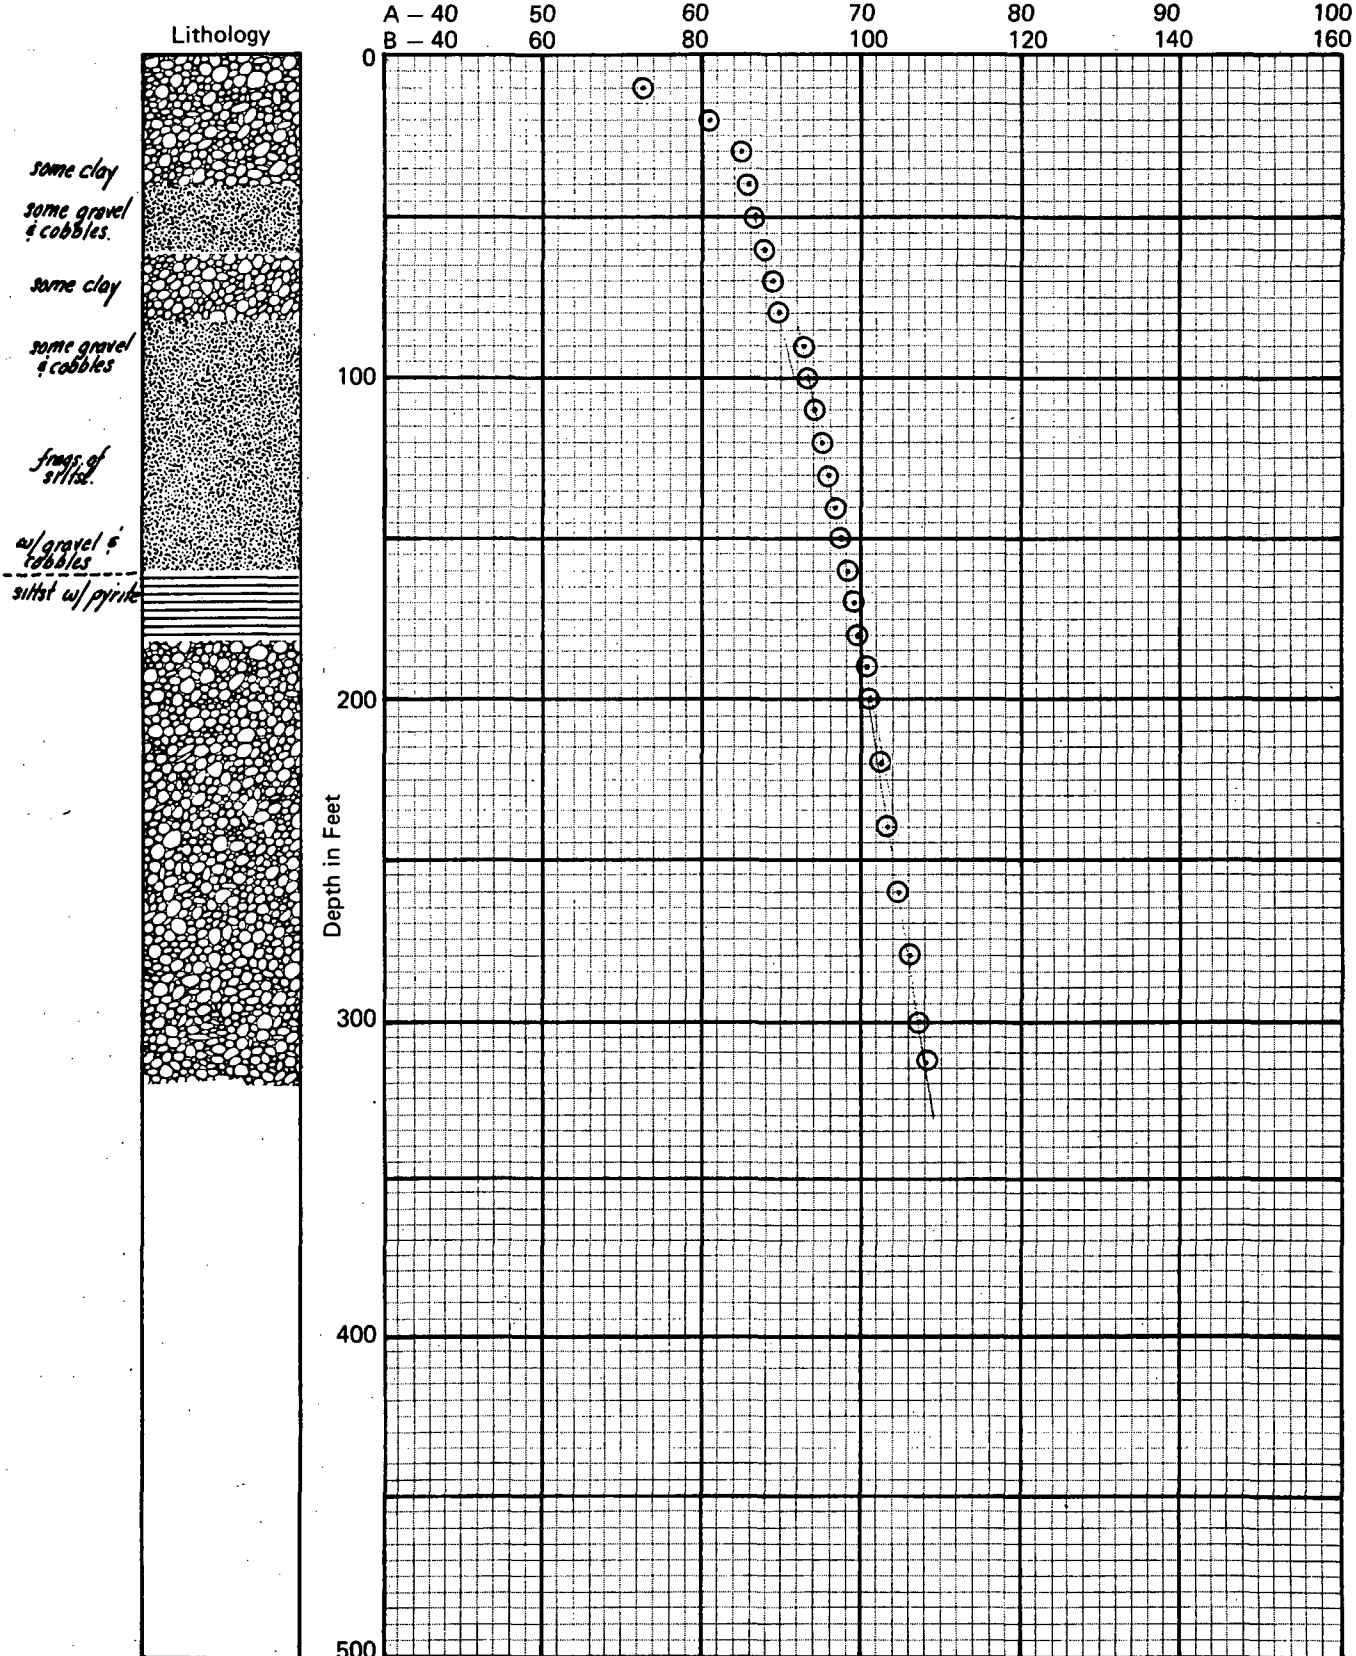 A – 40 50 60 70 80 90 100
B – 40 60 80 100 120 140 160
Lithology
0
some clay
some gravel
& cobbles.
some clay
some gravel
& cobbles
100
frags of
siltst.
w/ gravel &
cobbles
siltst w/ pyrite
200
Depth in Feet
300
400
500